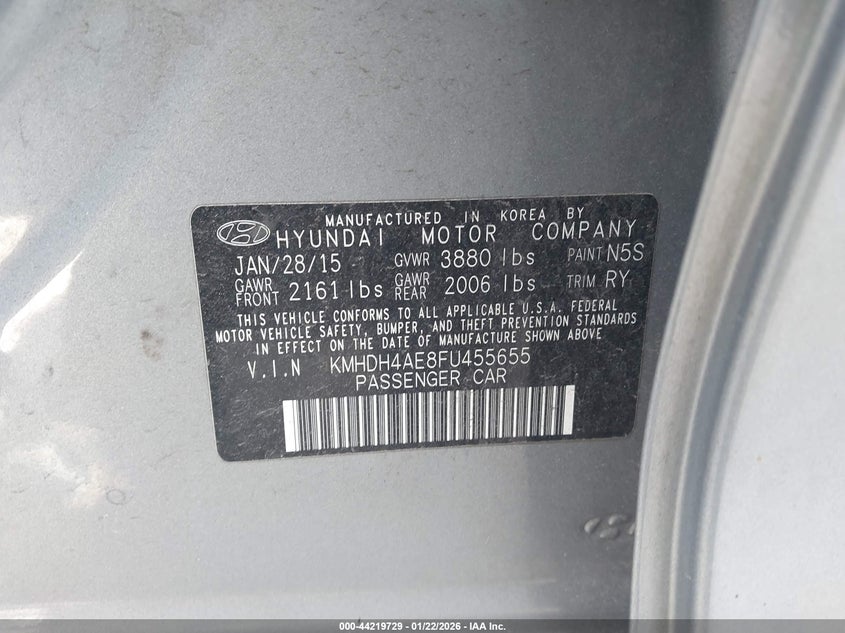 MANUFACTURED IN KOREA BY
HYUNDAI MOTOR COMPANY
JAN/28/15 GVWR 3880 lbs PAINT N5S
GAWR FRONT 2161 lbs GAWR REAR 2006 lbs TRIM RY
THIS VEHICLE CONFORMS TO ALL APPLICABLE U.S.A. FEDERAL
MOTOR VEHICLE SAFETY, BUMPER, AND THEFT PREVENTION STANDARDS
IN EFFECT ON THE DATE OF MANUFACTURE SHOWN ABOVE
V.I.N KMHDH4AE8FU455655
PASSENGER CAR
000-44219729 - 01/22/2026 - IAA Inc.